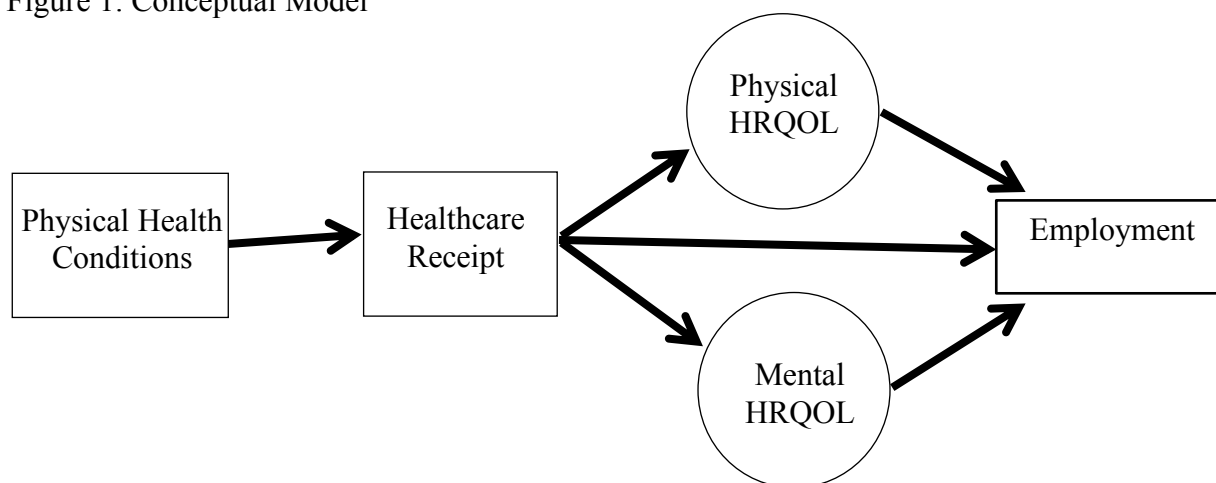 Figure 1. Conceptual Model
Physical
HRQOL
Physical Health
Conditions
Healthcare
Receipt
Employment
Mental
HRQOL